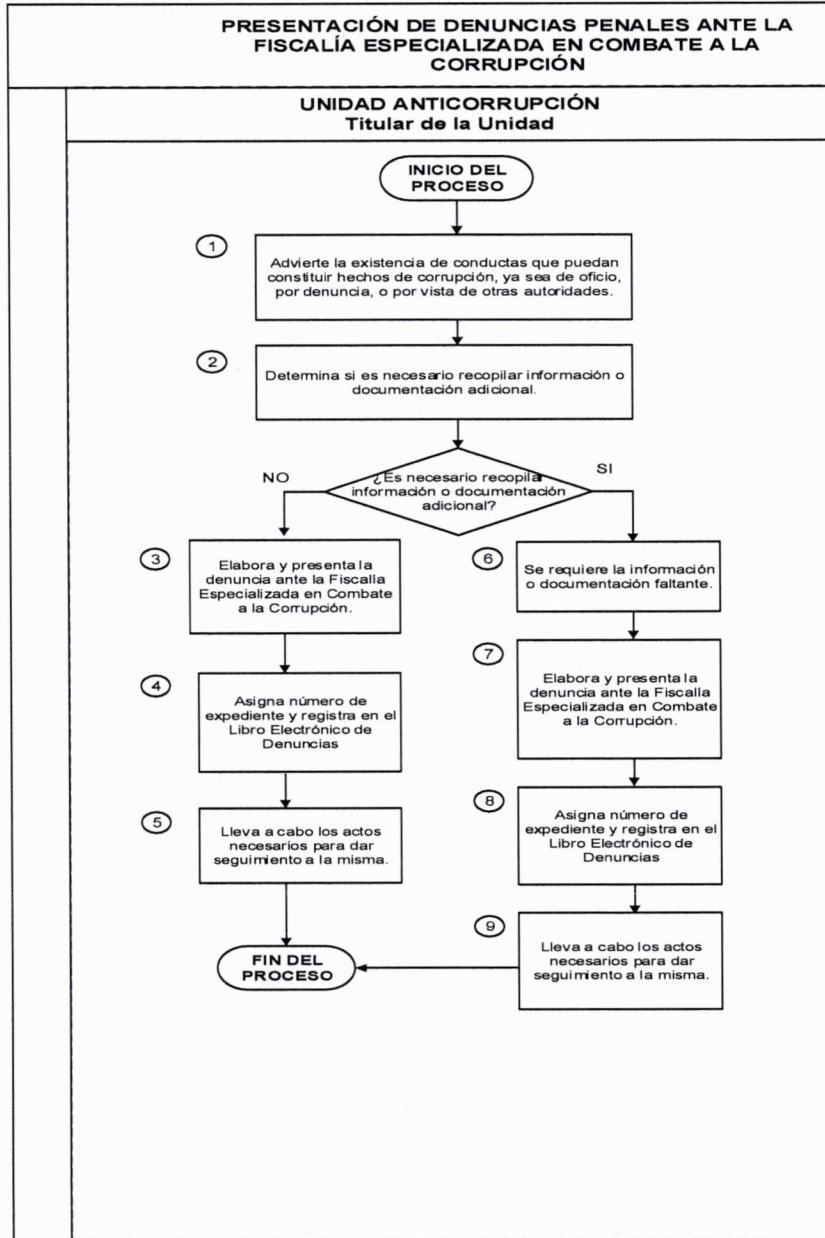 PRESENTACIÓN DE DENUNCIAS PENALES ANTE LA
FISCALÍA ESPECIALIZADA EN COMBATE A LA
CORRUPCIÓN
UNIDAD ANTICORRUPCIÓN
Titular de la Unidad
INICIO DEL
PROCESO
1
Advierte la existencia de conductas que puedan
constituir hechos de corrupción, ya sea de oficio,
por denuncia, o por vista de otras autoridades.
2
Determina si es necesario recopilar información o
documentación adicional.
¿Es necesario recopilar
información o documentación
adicional?
NO
SI
3
Elabora y presenta la
denuncia ante la Fiscalía
Especializada en Combate
a la Corrupción.
4
Asigna número de
expediente y registra en el
Libro Electrónico de
Denuncias
5
Lleva a cabo los actos
necesarios para dar
seguimiento a la misma.
6
Se requiere la información
o documentación faltante.
7
Elabora y presenta la
denuncia ante la Fiscalía
Especializada en Combate
a la Corrupción.
8
Asigna número de
expediente y registra en el
Libro Electrónico de
Denuncias
9
Lleva a cabo los actos
necesarios para dar
seguimiento a la misma.
FIN DEL
PROCESO